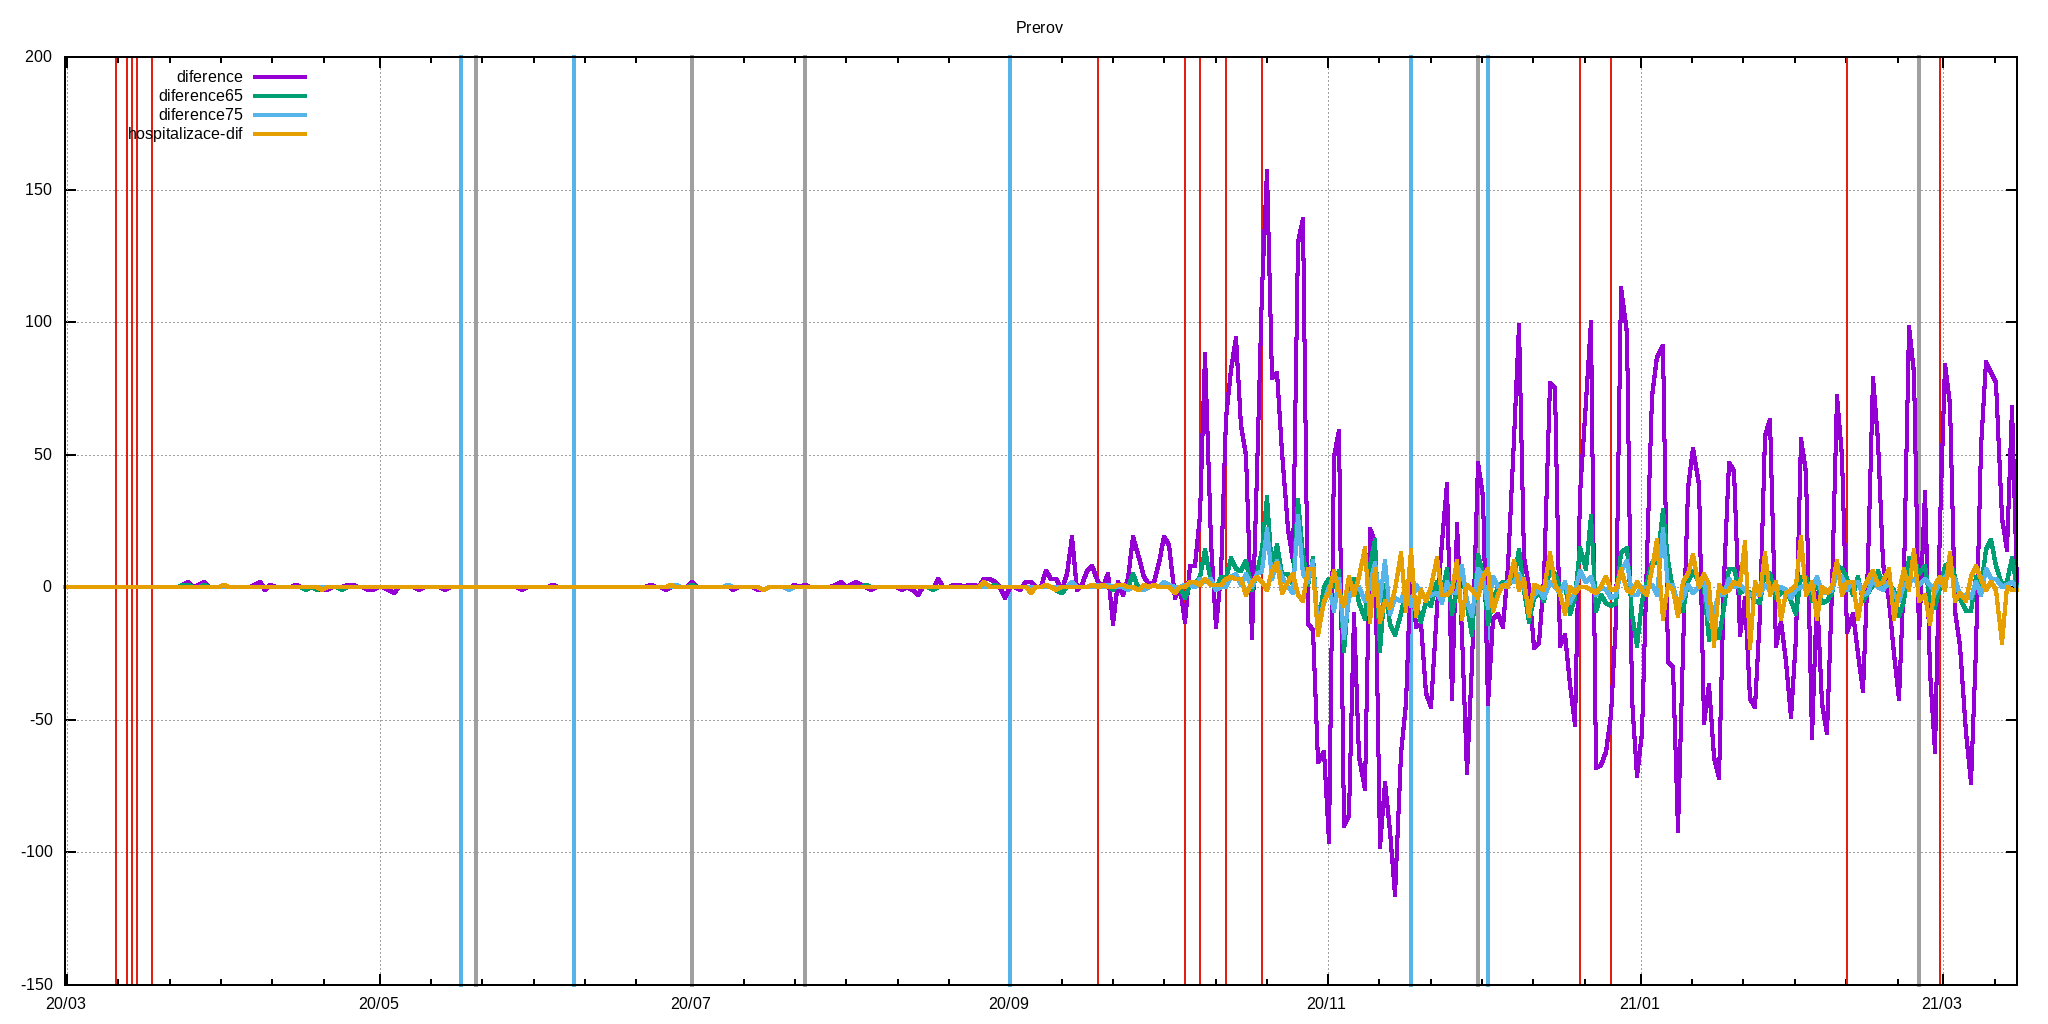 Prerov
200
150
100
50
0
-50
-100
-150
diference
diference65
diference75
hospitalizace-dif
20/03 20/05 20/07 20/09 20/11 21/01 21/03